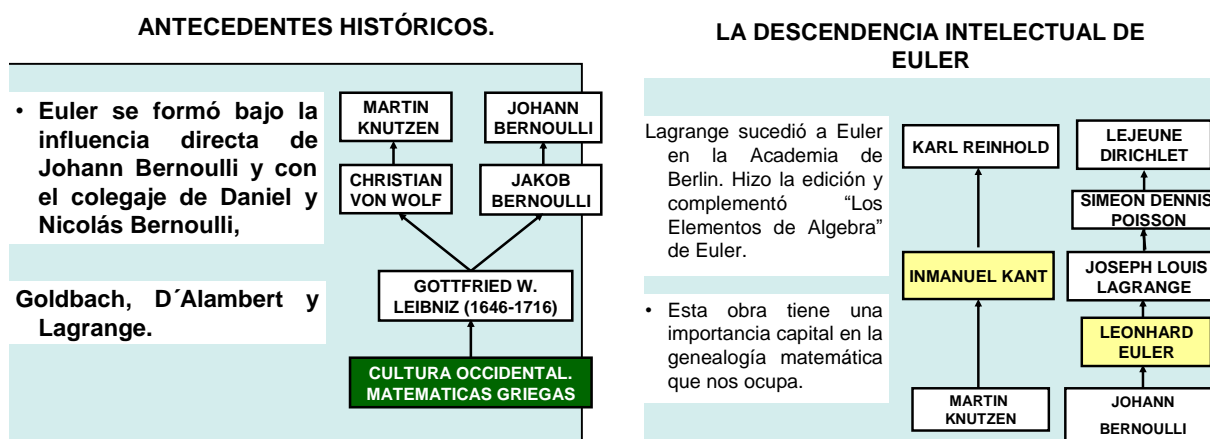 ANTECEDENTES HISTÓRICOS.
• Euler se formó bajo la
influencia directa de
Johann Bernoulli y con
el colegaje de Daniel y
Nicolás Bernoulli,
Goldbach, D´Alambert y
Lagrange.
MARTIN
KNUTZEN
JOHANN
BERNOULLI
CHRISTIAN
VON WOLF
JAKOB
BERNOULLI
GOTTFRIED W.
LEIBNIZ (1646-1716)
CULTURA OCCIDENTAL.
MATEMATICAS GRIEGAS
LA DESCENDENCIA INTELECTUAL DE
EULER
Lagrange sucedió a Euler
en la Academia de
Berlin. Hizo la edición y
complementó “Los
Elementos de Algebra”
de Euler.
• Esta obra tiene una
importancia capital en la
genealogía matemática
que nos ocupa.
KARL REINHOLD
LEJEUNE
DIRICHLET
SIMEON DENNIS
POISSON
INMANUEL KANT
JOSEPH LOUIS
LAGRANGE
LEONHARD
EULER
MARTIN
KNUTZEN
JOHANN
BERNOULLI